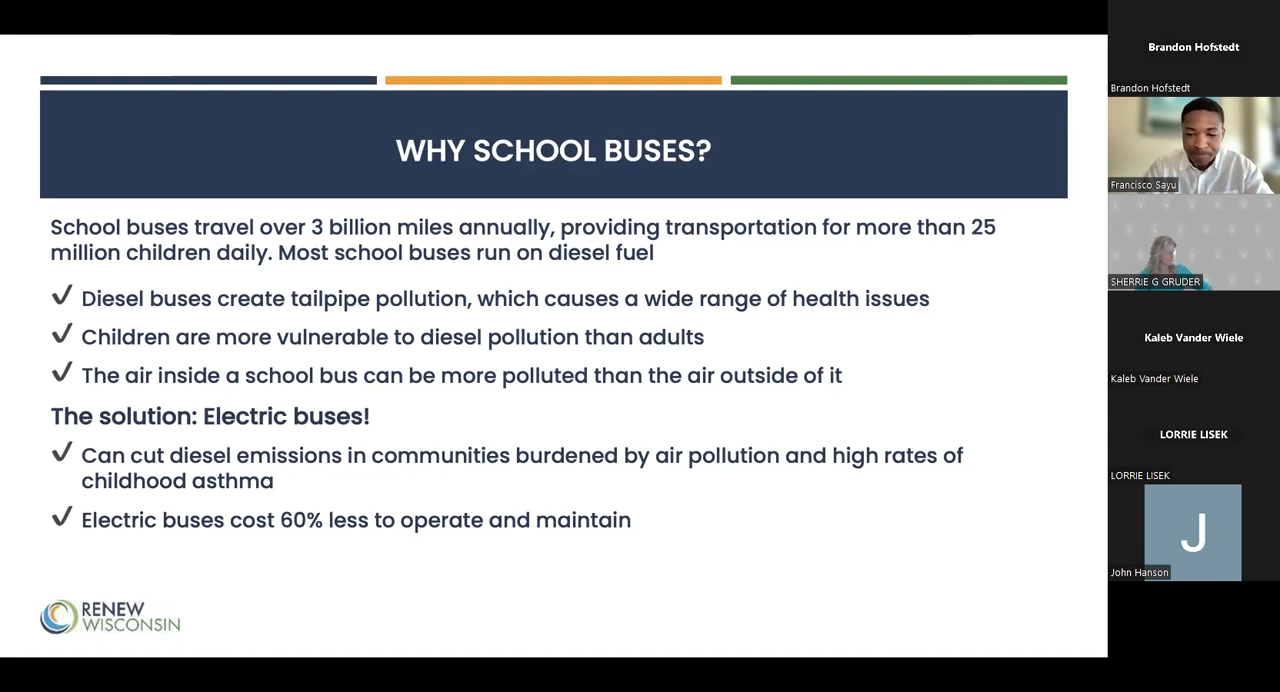 WHY SCHOOL BUSES?
School buses travel over 3 billion miles annually, providing transportation for more than 25
million children daily. Most school buses run on diesel fuel
✓ Diesel buses create tailpipe pollution, which causes a wide range of health issues
✓ Children are more vulnerable to diesel pollution than adults
✓ The air inside a school bus can be more polluted than the air outside of it
The solution: Electric buses!
✓ Can cut diesel emissions in communities burdened by air pollution and high rates of
childhood asthma
✓ Electric buses cost 60% less to operate and maintain
RENEW
WISCONSIN
Brandon Hofstedt
Brandon Hofstedt
Francisco Sayu
SHERRIE G GRUDER
Kaleb Vander Wiele
Kaleb Vander Wiele
LORRIE LISEK
LORRIE LISEK
J
John Hanson